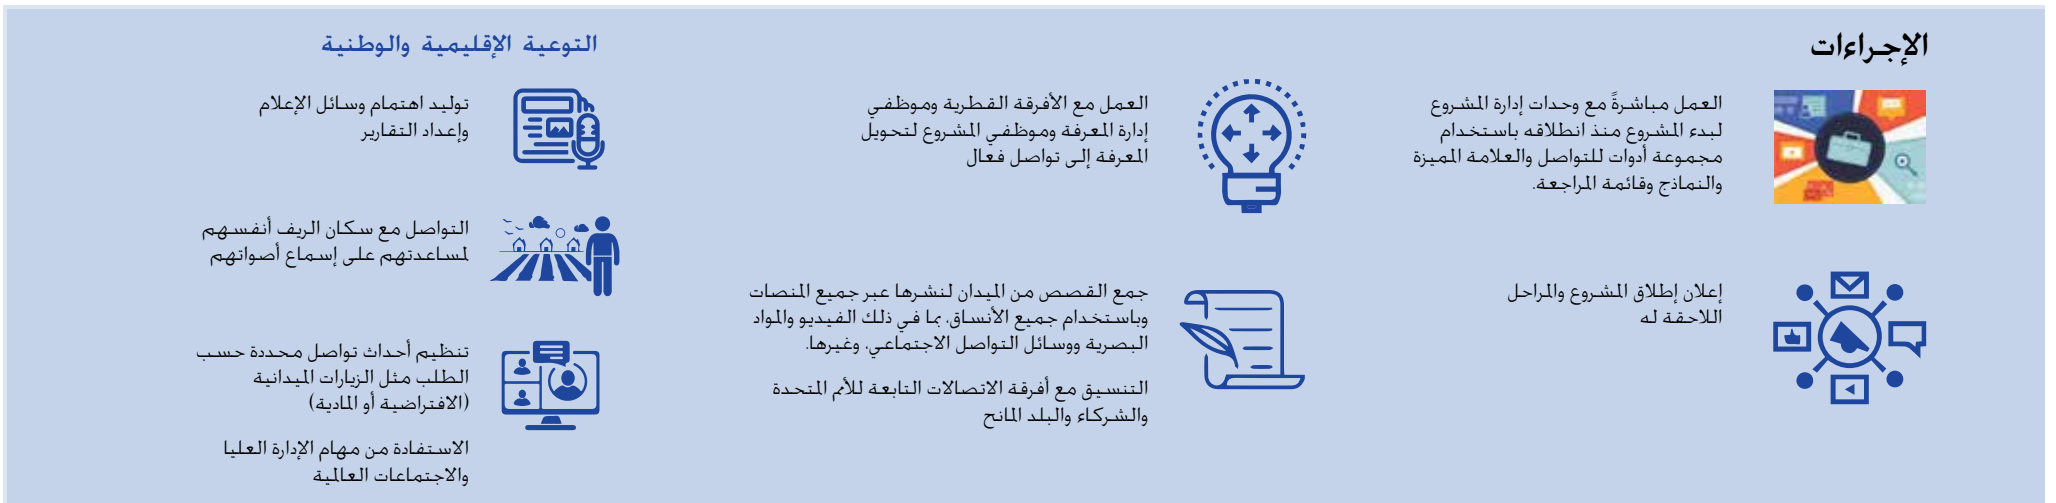 الإجراءات
العمل مباشرةً مع وحدات إدارة المشروع
لبدء المشروع منذ انطلاقه باستخدام
مجموعة أدوات للتواصل والعلامة المميزة
والنماذج وقائمة المراجعة.
إعلان إطلاق المشروع والمراحل
اللاحقة له
العمل مع الأفرقة القطرية وموظفي
إدارة المعرفة وموظفي المشروع لتحويل
المعرفة إلى تواصل فعال
جمع القصص من الميدان لنشرها عبر جميع المنصات
وباستخدام جميع الأنساق، بما في ذلك الفيديو والمواد
البصرية ووسائل التواصل الاجتماعي، وغيرها.
التنسيق مع أفرقة الاتصالات التابعة للأمم المتحدة
والشركاء والبلد المانح
التوعية الإقليمية والوطنية
توليد اهتمام وسائل الإعلام
وإعداد التقارير
التواصل مع سكان الريف أنفسهم
لمساعدتهم على إسماع أصواتهم
تنظيم أحداث تواصل محددة حسب
الطلب مثل الزيارات الميدانية
(الافتراضية أو المادية)
الاستفادة من مهام الإدارة العليا
والاجتماعات العالمية